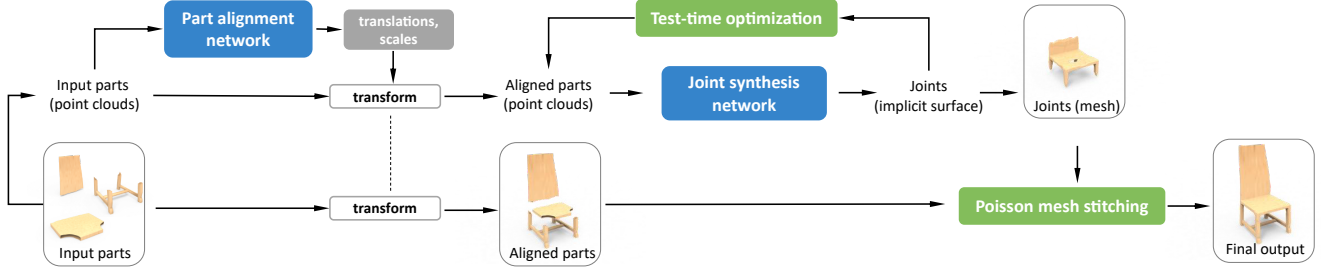 Part alignment
network
translations,
scales
Test-time optimization
Input parts
(point clouds)
transform
Aligned parts
(point clouds)
Joint synthesis
network
Joints
(implicit surface)
Joints (mesh)
Input parts
transform
Aligned parts
Poisson mesh stitching
Final output